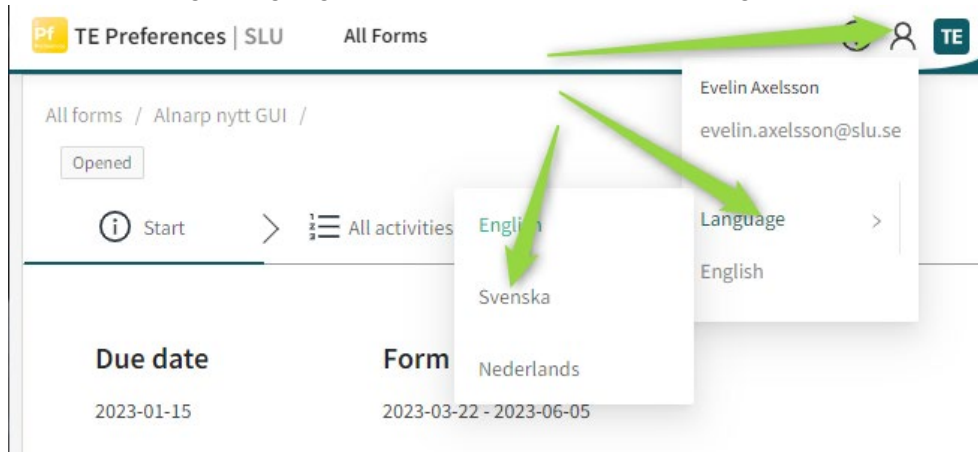 Pf TE Preferences | SLU All Forms TE
Evelin Axelsson
All forms / Alnarp nytt GUI /
evelin.axelsson@slu.se
Opened
Start All activities English Language >
English
Svenska
Due date Form
Nederlands
2023-01-15 2023-03-22 - 2023-06-05